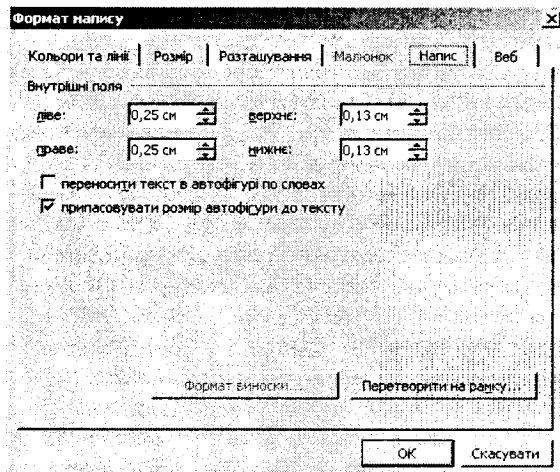 Формат напису
Кольори та лінії Розмір Розташування Малюнок Напис Веб
Внутрішні поля
ліве: 0,25 см верхнє: 0,13 см
праве: 0,25 см нижнє: 0,13 см
переносити текст в автофігурі по словах
припасовувати розмір автофігури до тексту
Формат виноски... Перетворити на рамку...
ОК Скасувати